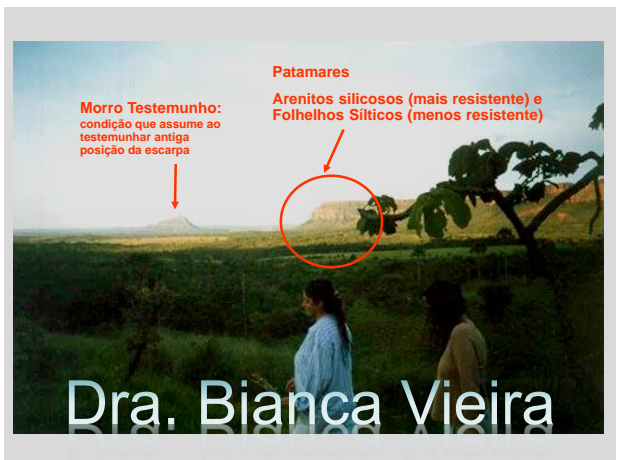 Patamares
Arenitos silicosos (mais resistente) e
Folhelhos Sílticos (menos resistente)
Morro Testemunho:
condição que assume ao
testemunhar antiga
posição da escarpa
Dra. Bianca Vieira